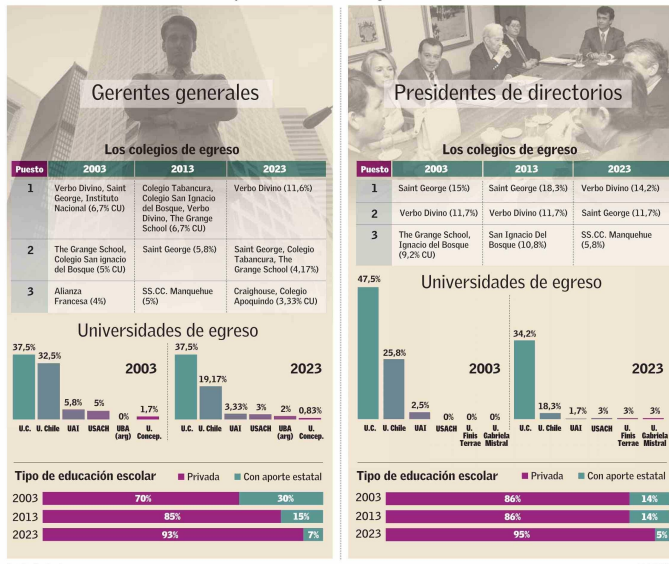 Gerentes generales
Los colegios de egreso
Puesto 2003 2013 2023
1
Verbo Divino, Saint
George, Instituto
Nacional (6,7% CU)
Colegio Tabancura,
Colegio San Ignacio
del Bosque, Verbo
Divino, The Grange
School (6,7% CU)
Verbo Divino (11,6%)
2
The Grange School,
Colegio San ignacio
del Bosque (5% CU)
Saint George (5,8%)
Saint George, Colegio
Tabancura, The
Grange School (4,17%)
3
Alianza
Francesa (4%)
SS.CC. Manquehue
(5%)
Craighouse, Colegio
Apoquindo (3,33% CU)
Universidades de egreso
2003
37,5% 32,5% 5,8% 5% 0% 1,7%
U.C. U. Chile UAI USACH UBA U.
(arg) Concep.
2023
37,5% 19,17% 3,33% 3% 2% 0,83%
U.C. U. Chile UAI USACH UBA U.
(arg) Concep.
Tipo de educación escolar Privada Con aporte estatal
2003 70% 30%
2013 85% 15%
2023 93% 7%
Presidentes de directorios
Los colegios de egreso
Puesto 2003 2013 2023
1
Saint George (15%)
Saint George (18,3%)
Verbo Divino (14,2%)
2
Verbo Divino (11,7%)
Verbo Divino (11,7%)
Saint George (11,7%)
3
The Grange School,
Ignacio del Bosque
(9,2% CU)
San Ignacio Del
Bosque (10,8%)
SS.CC. Manquehue
(5,8%)
Universidades de egreso
2003
47,5% 25,8% 2,5% 0% 0% 0%
U.C. U. Chile UAI USACH U. U.
Finis Gabriela
Terrae Mistral
2023
34,2% 18,3% 1,7% 3% 3% 3%
U.C. U. Chile UAI USACH U. U.
Finis Gabriela
Terrae Mistral
Tipo de educación escolar Privada Con aporte estatal
2003 86% 14%
2013 86% 14%
2023 95% 5%